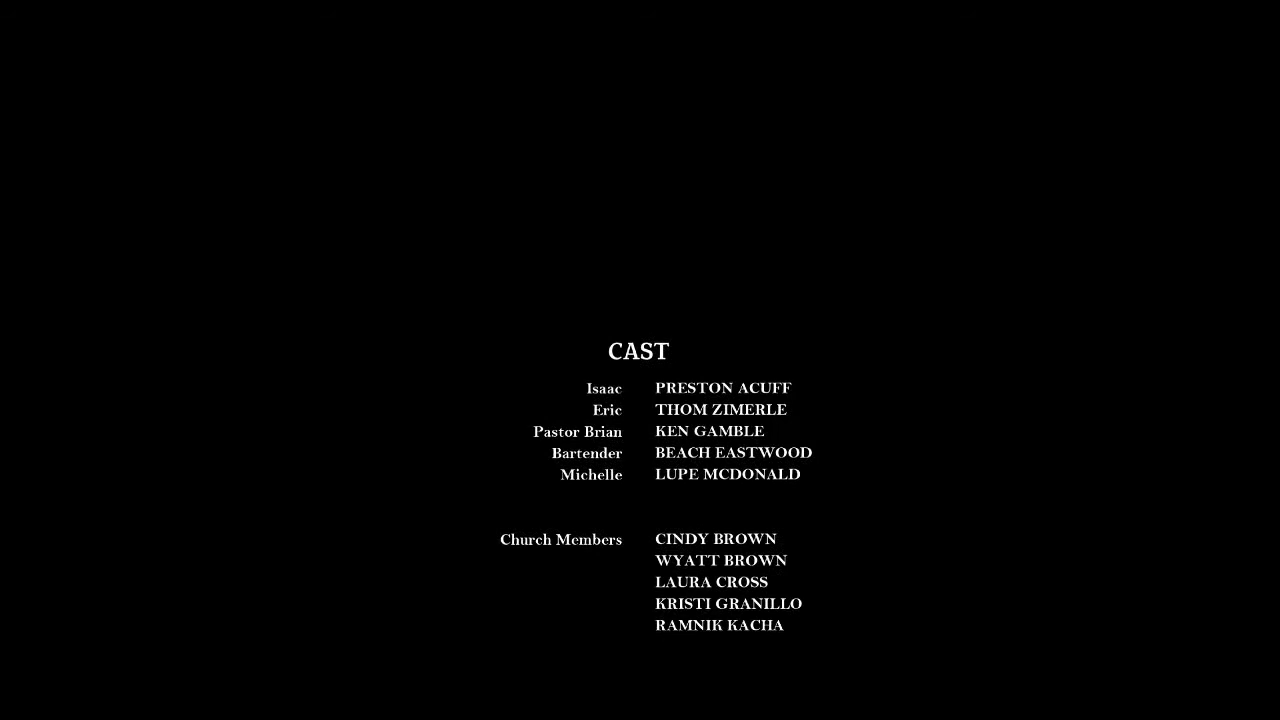 CAST
Isaac PRESTON ACUFF
Eric THOM ZIMERLE
Pastor Brian KEN GAMBLE
Bartender BEACH EASTWOOD
Michelle LUPE MCDONALD
Church Members CINDY BROWN
WYATT BROWN
LAURA CROSS
KRISTI GRANILLO
RAMNIK KACHA